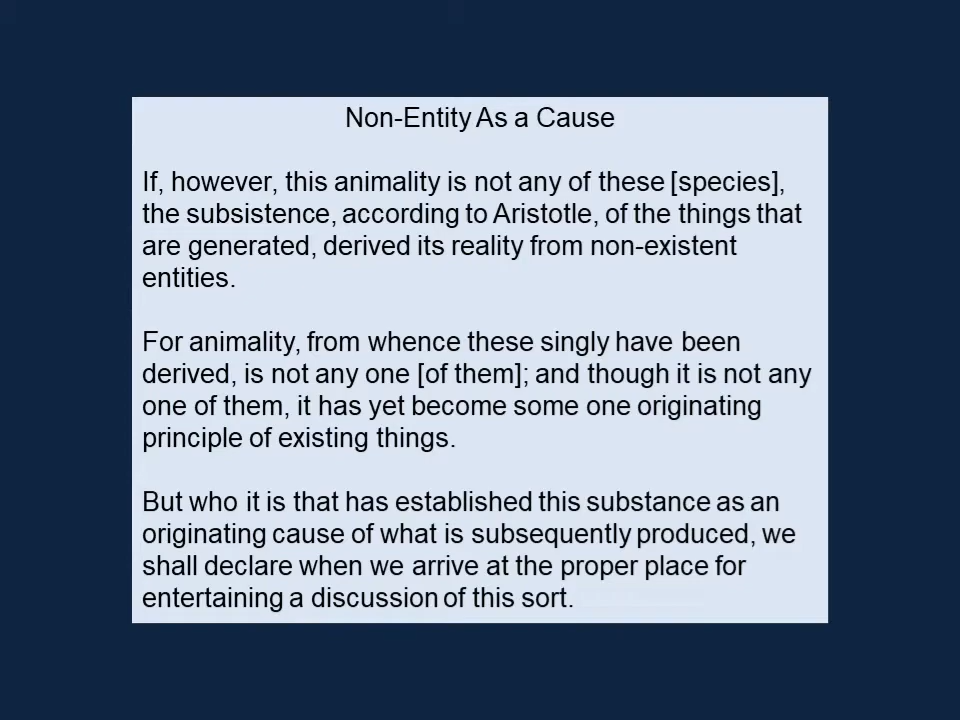 Non-Entity As a Cause
If, however, this animality is not any of these [species],
the subsistence, according to Aristotle, of the things that
are generated, derived its reality from non-existent
entities.
For animality, from whence these singly have been
derived, is not any one [of them]; and though it is not any
one of them, it has yet become some one originating
principle of existing things.
But who it is that has established this substance as an
originating cause of what is subsequently produced, we
shall declare when we arrive at the proper place for
entertaining a discussion of this sort.